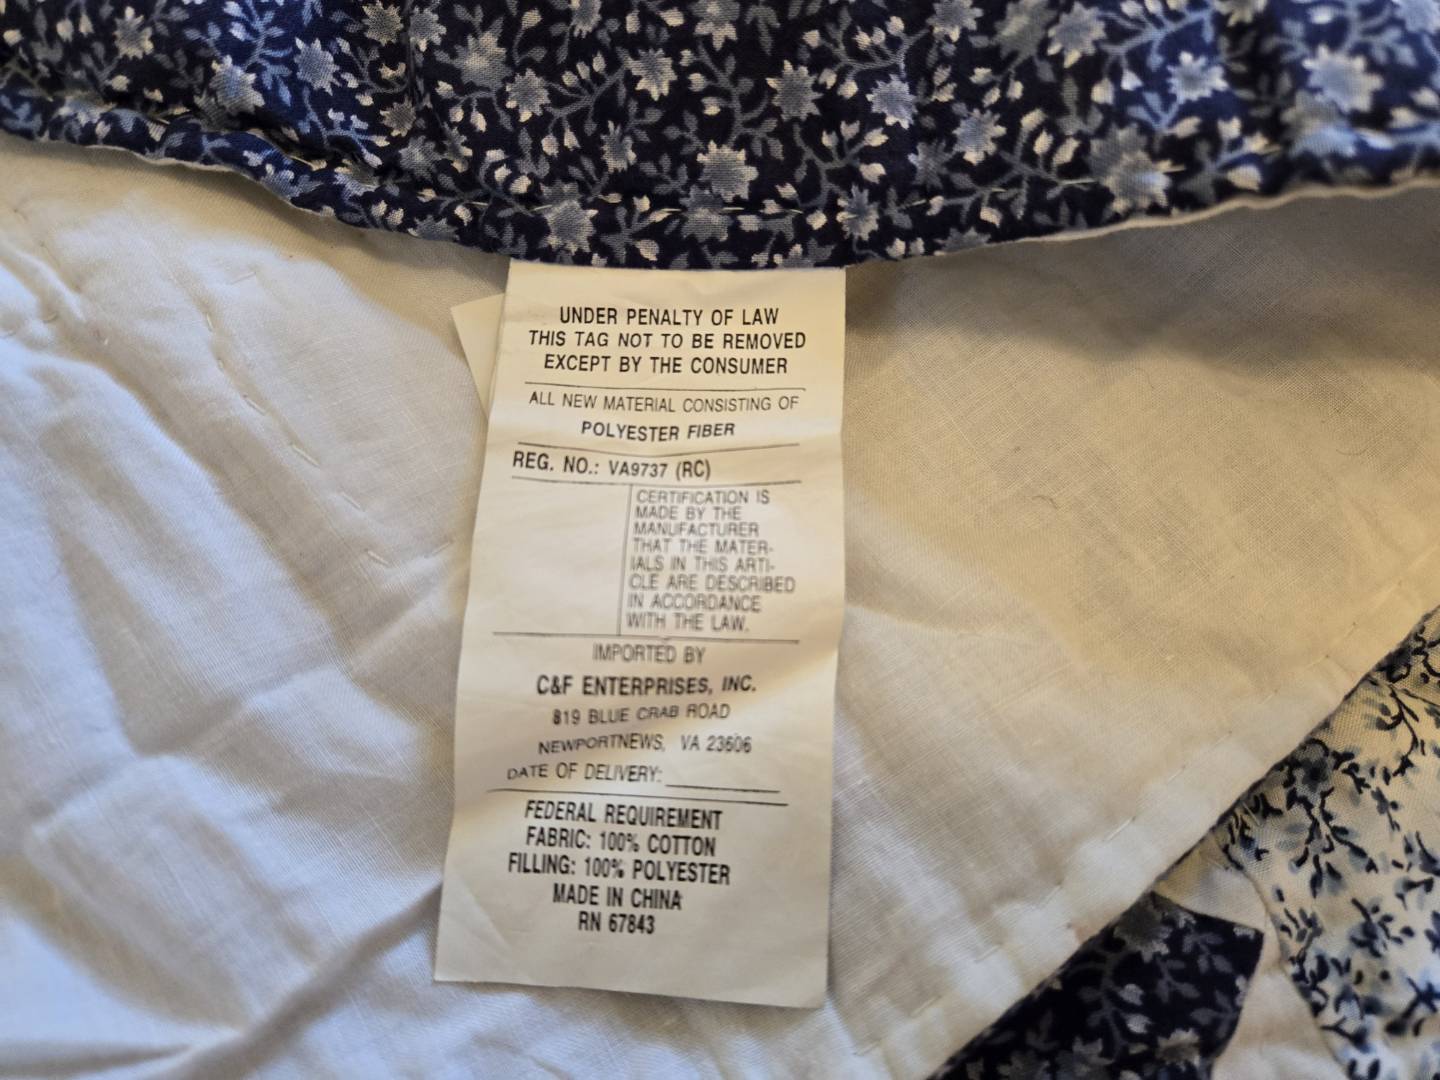 UNDER PENALTY OF LAW
THIS TAG NOT TO BE REMOVED
EXCEPT BY THE CONSUMER
ALL NEW MATERIAL CONSISTING OF
POLYESTER FIBER
REG. NO.: VA9737 (RC)
CERTIFICATION IS
MADE BY THE
MANUFACTURER
THAT THE MATER-
IALS IN THIS ARTI-
CLE ARE DESCRIBED
IN ACCORDANCE
WITH THE LAW.
IMPORTED BY
C&F ENTERPRISES, INC.
819 BLUE CRAB ROAD
NEWPORTNEWS, VA 23606
DATE OF DELIVERY:
FEDERAL REQUIREMENT
FABRIC: 100% COTTON
FILLING: 100% POLYESTER
MADE IN CHINA
RN 67843